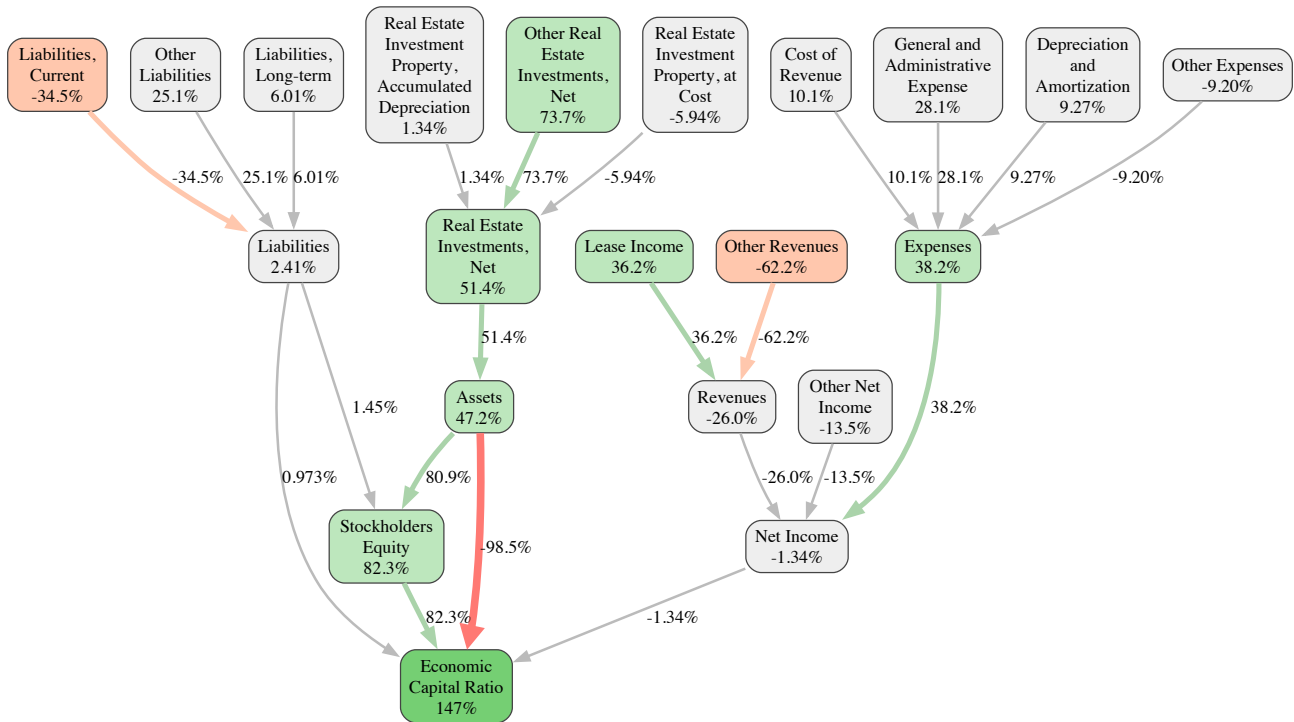 Liabilities,
Current
-34.5%
Other
Liabilities
25.1%
Liabilities,
Long-term
6.01%
Real Estate
Investment
Property,
Accumulated
Depreciation
1.34%
Other Real
Estate
Investments,
Net
73.7%
Real Estate
Investment
Property, at
Cost
-5.94%
Cost of
Revenue
10.1%
General and
Administrative
Expense
28.1%
Depreciation
and
Amortization
9.27%
Other Expenses
-9.20%
-34.5%
25.1%
6.01%
1.34%
73.7%
-5.94%
10.1%
28.1%
9.27%
-9.20%
Liabilities
2.41%
Real Estate
Investments,
Net
51.4%
Lease Income
36.2%
Other Revenues
-62.2%
Expenses
38.2%
51.4%
36.2%
-62.2%
Assets
47.2%
Revenues
-26.0%
Other Net
Income
-13.5%
1.45%
38.2%
0.973%
80.9%
-26.0%
-13.5%
Stockholders
Equity
82.3%
-98.5%
Net Income
-1.34%
82.3%
-1.34%
Economic
Capital Ratio
147%